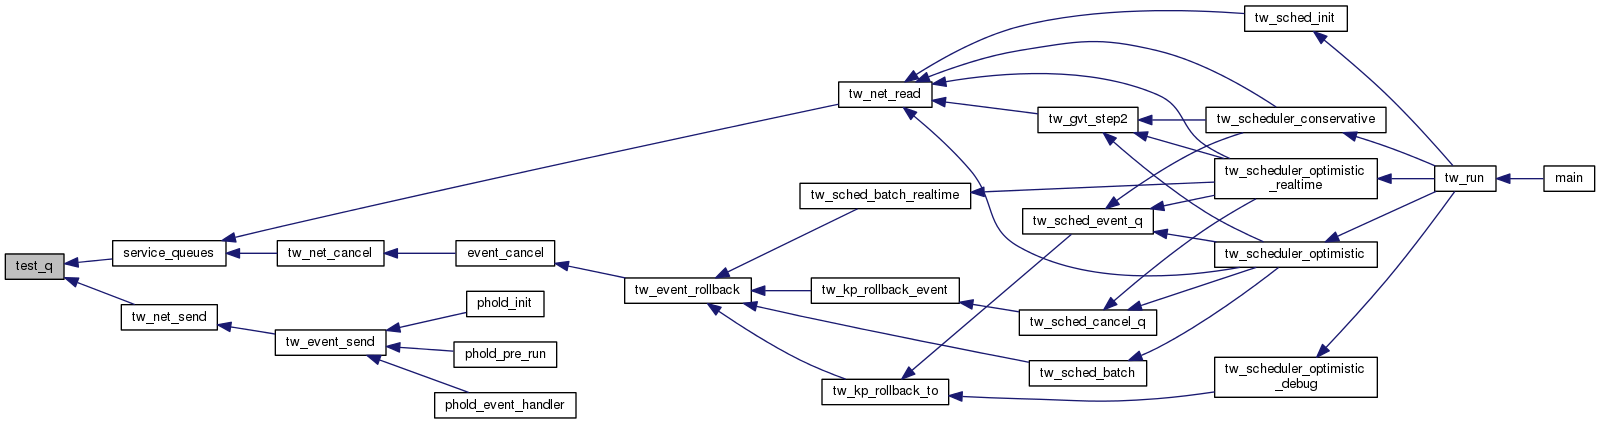 test_q
service_queues
tw_net_send
tw_net_cancel
tw_event_send
event_cancel
phold_init
phold_pre_run
phold_event_handler
tw_event_rollback
tw_net_read
tw_sched_batch_realtime
tw_kp_rollback_event
tw_kp_rollback_to
tw_gvt_step2
tw_sched_event_q
tw_sched_cancel_q
tw_sched_batch
tw_sched_init
tw_scheduler_conservative
tw_scheduler_optimistic
_realtime
tw_scheduler_optimistic
tw_scheduler_optimistic
_debug
tw_run
main